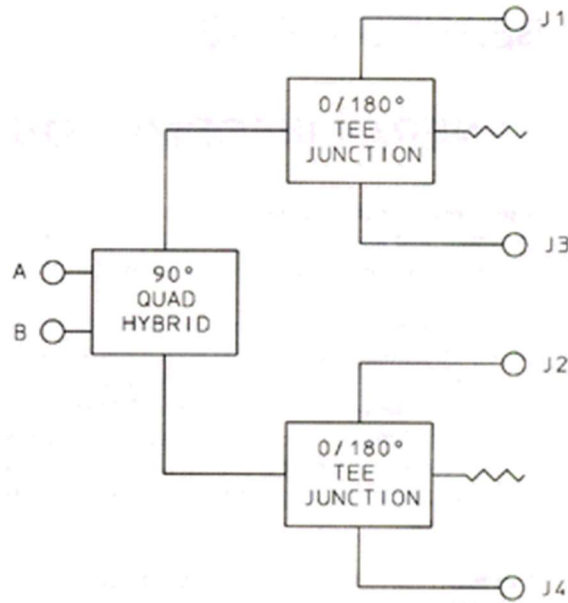 J1
0/180°
TEE
JUNCTION
J3
A
B
90°
QUAD
HYBRID
J2
0/180°
TEE
JUNCTION
J4